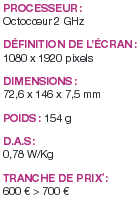 PROCESSEUR :
Octocœur 2 GHz
DÉFINITION DE L'ÉCRAN :
1080 x 1920 pixels
DIMENSIONS :
72,6 x 146 x 7,5 mm
POIDS : 154 g
D.A.S :
0,78 W/Kg
TRANCHE DE PRIX* :
600 € > 700 €